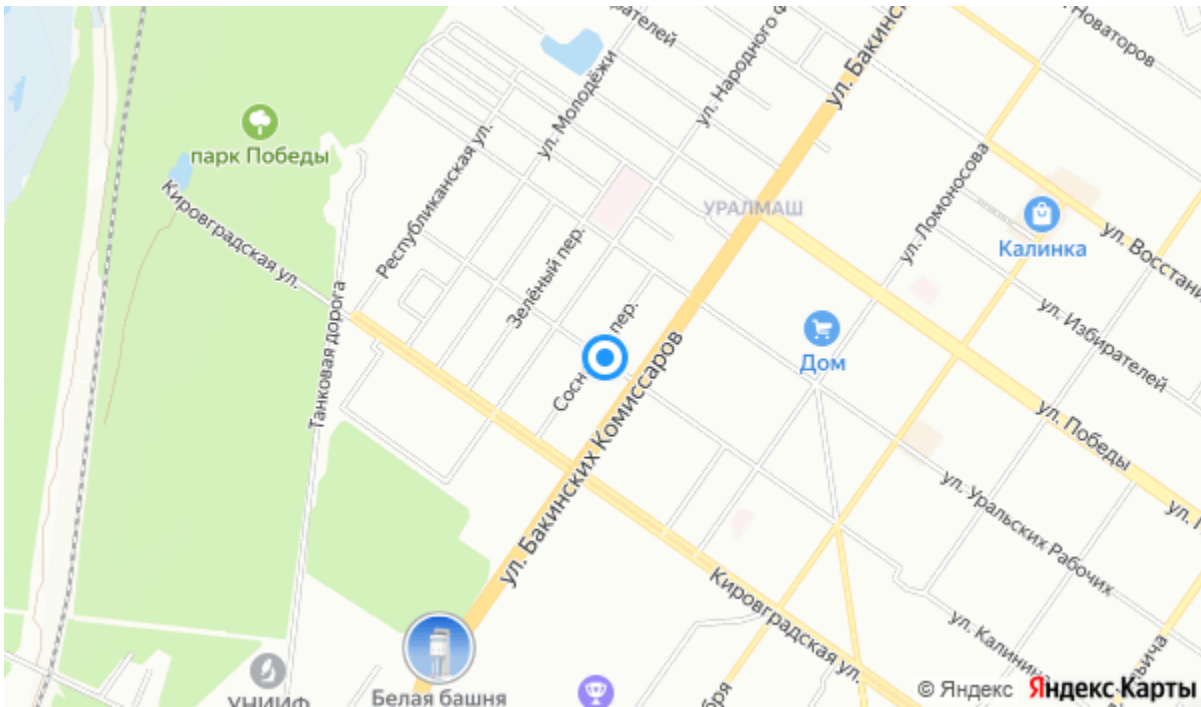 ул. Бакинск
Новаторов
ул. Народного Ф
ул. Молодёжи
парк Победы
Республиканская ул.
Кировградская ул.
УРАЛМАШ
ул. Ломоносова
Калинка
ул. Восстани
Зелёный пер.
Танковая дорога
ул. Избирателей
пер.
Сосн
Дом
ул. Бакинских Комиссаров
ул. Победы
ул.
ул. Уральских Рабочих
Кировградская ул.
ул. Калинин
Белая башня
УНИИФ
© Яндекс Яндекс Карты